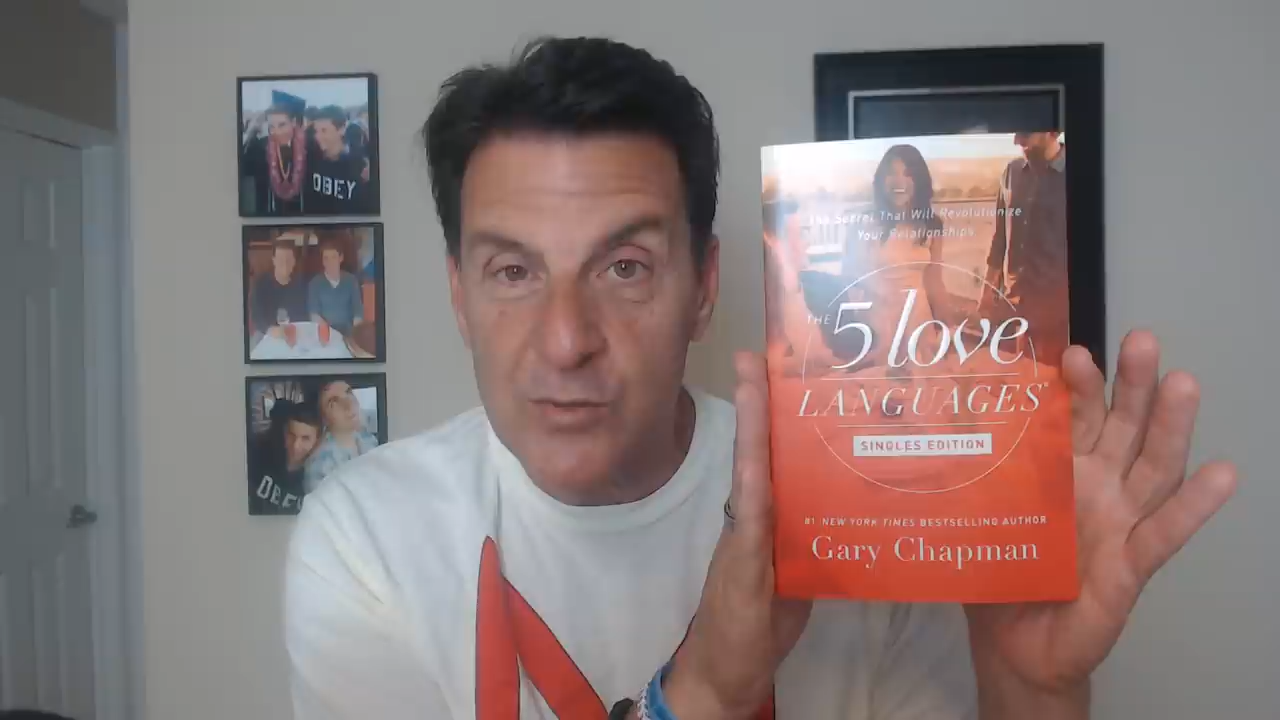 OBEY
OBEY
The Secret That Will Revolutionize
Your Relationships
THE
5 love
LANGUAGES®
SINGLES EDITION
#1 NEW YORK TIMES BESTSELLING AUTHOR
Gary Chapman